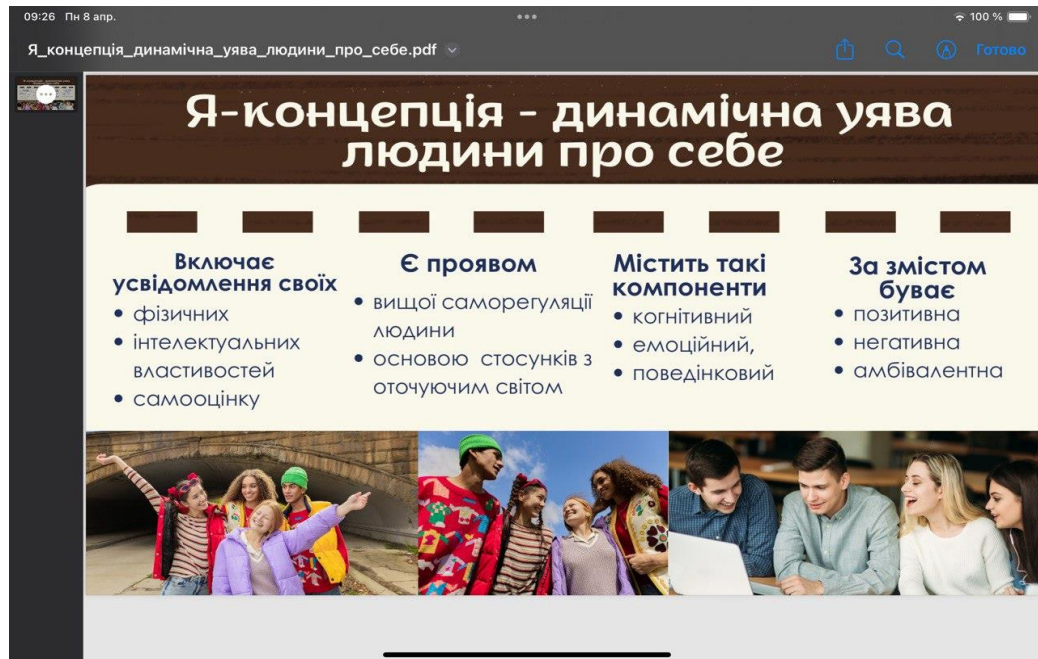 09:26 Пн 8 апр.
100 %
Я_концепція_динамічна_уява_людини_про_себе.pdf
Готово
Я-концепція - динамічна уява
людини про себе
Включає
усвідомлення своїх
• фізичних
• інтелектуальних
властивостей
• самооцінку
Є проявом
• вищої саморегуляції
людини
• основою стосунків з
оточуючим світом
Містить такі
компоненти
• когнітивний
• емоційний,
• поведінковий
За змістом
буває
• позитивна
• негативна
• амбівалентна